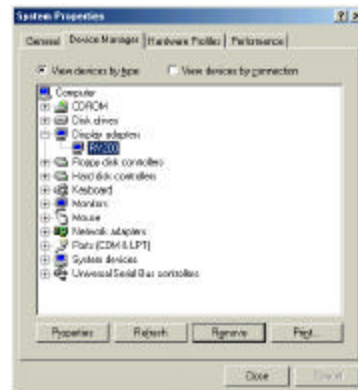 System Properties
General Device Manager Hardware Profiles Performance
View devices by type View devices by connection
Computer
CDROM
Disk drives
Display adapters
Floppy disk controllers
Hard disk controllers
Keyboard
Monitors
Mouse
Network adapters
Ports (COM & LPT)
System devices
Universal Serial Bus controllers
Properties Refresh Remove Print...
Close Cancel